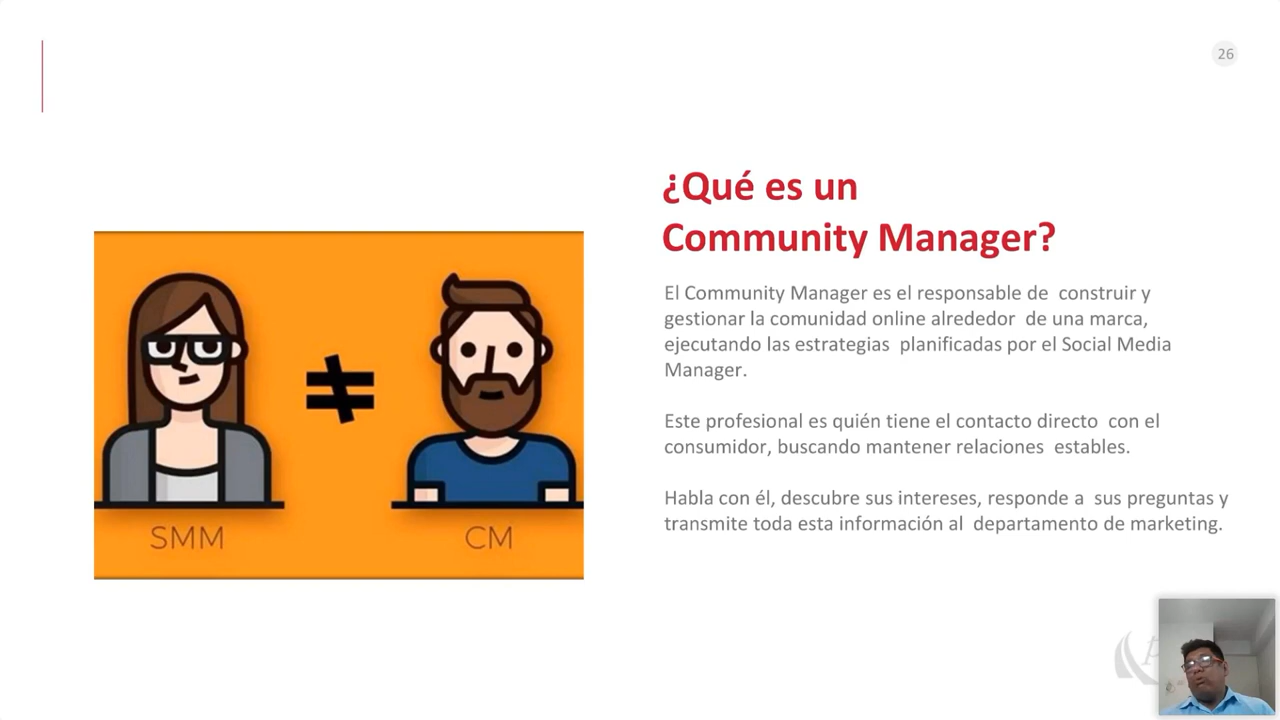 26
¿Qué es un
Community Manager?
El Community Manager es el responsable de construir y
gestionar la comunidad online alrededor de una marca,
ejecutando las estrategias planificadas por el Social Media
Manager.
Este profesional es quién tiene el contacto directo con el
consumidor, buscando mantener relaciones estables.
Habla con él, descubre sus intereses, responde a sus preguntas y
transmite toda esta información al departamento de marketing.
≠
SMM
CM